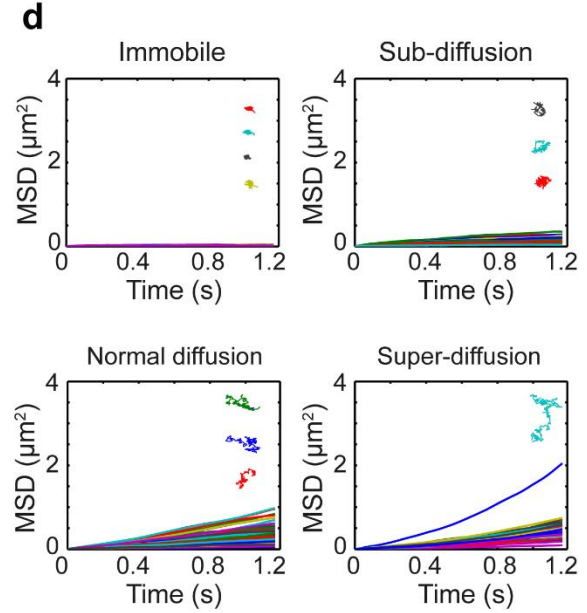 d
Immobile
Sub-diffusion
4
2
0
MSD (µm²)
0 0.4 0.8 1.2
Time (s)
4
2
0
MSD (µm²)
0 0.4 0.8 1.2
Time (s)
Normal diffusion
Super-diffusion
4
2
0
MSD (µm²)
0 0.4 0.8 1.2
Time (s)
4
2
0
MSD (µm²)
0 0.4 0.8 1.2
Time (s)